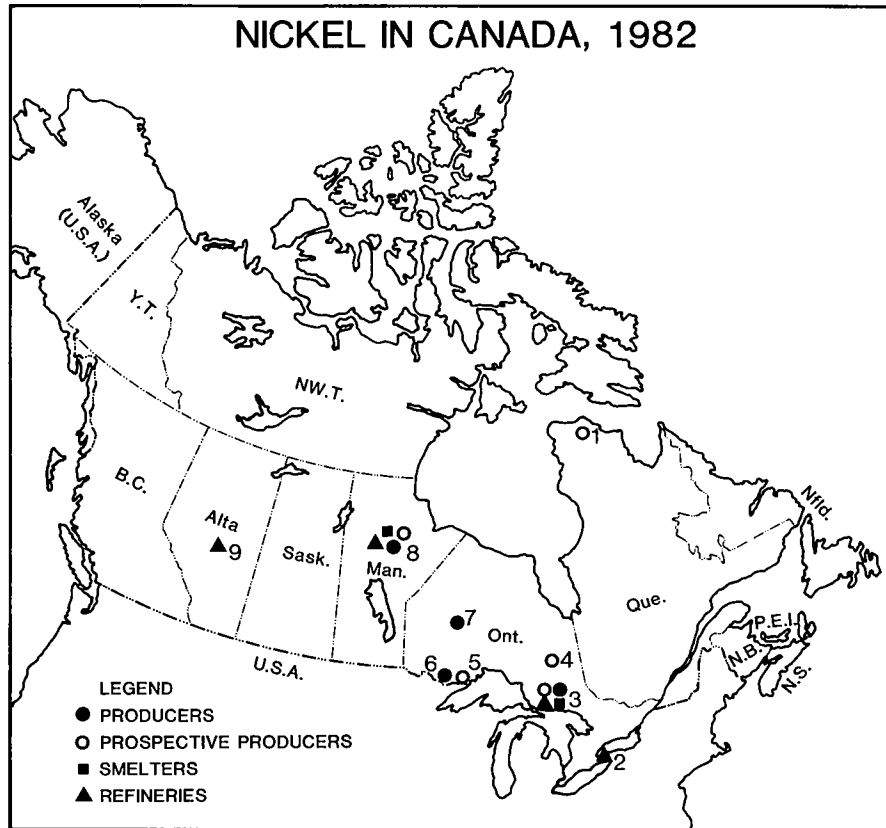 NICKEL IN CANADA, 1982
Alaska
(U.S.A.)
Y.T.
NW.T.
1
B.C.
Alta
9
Sask.
8
Man.
Nfld.
Que.
7
Ont.
P.E.I.
N.B.
N.S.
4
6
5
3
U.S.A.
2
LEGEND
PRODUCERS
PROSPECTIVE PRODUCERS
SMELTERS
REFINERIES